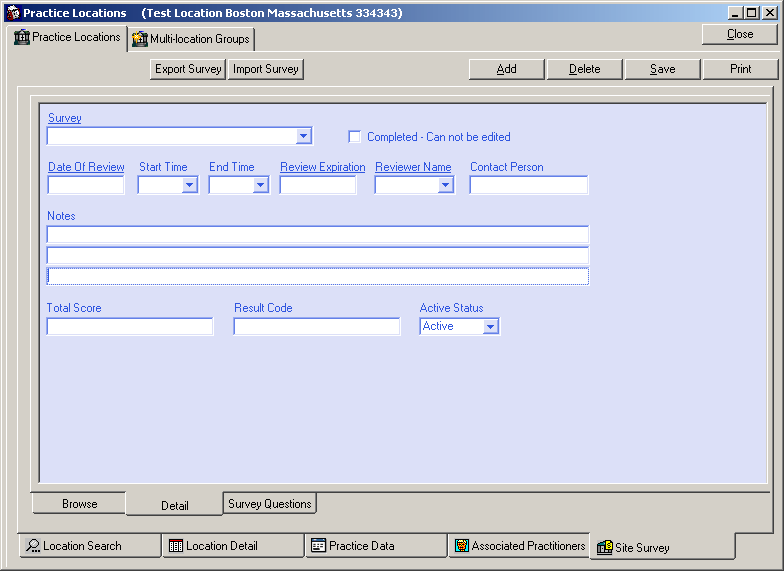 Practice Locations (Test Location Boston Massachusetts 334343)
Practice Locations Multi-location Groups Close
Export Survey Import Survey Add Delete Save Print
Survey
Completed - Can not be edited
Date Of Review Start Time End Time Review Expiration Reviewer Name Contact Person
Notes
Total Score Result Code Active Status
Active
Browse Detail Survey Questions
Location Search Location Detail Practice Data Associated Practitioners Site Survey